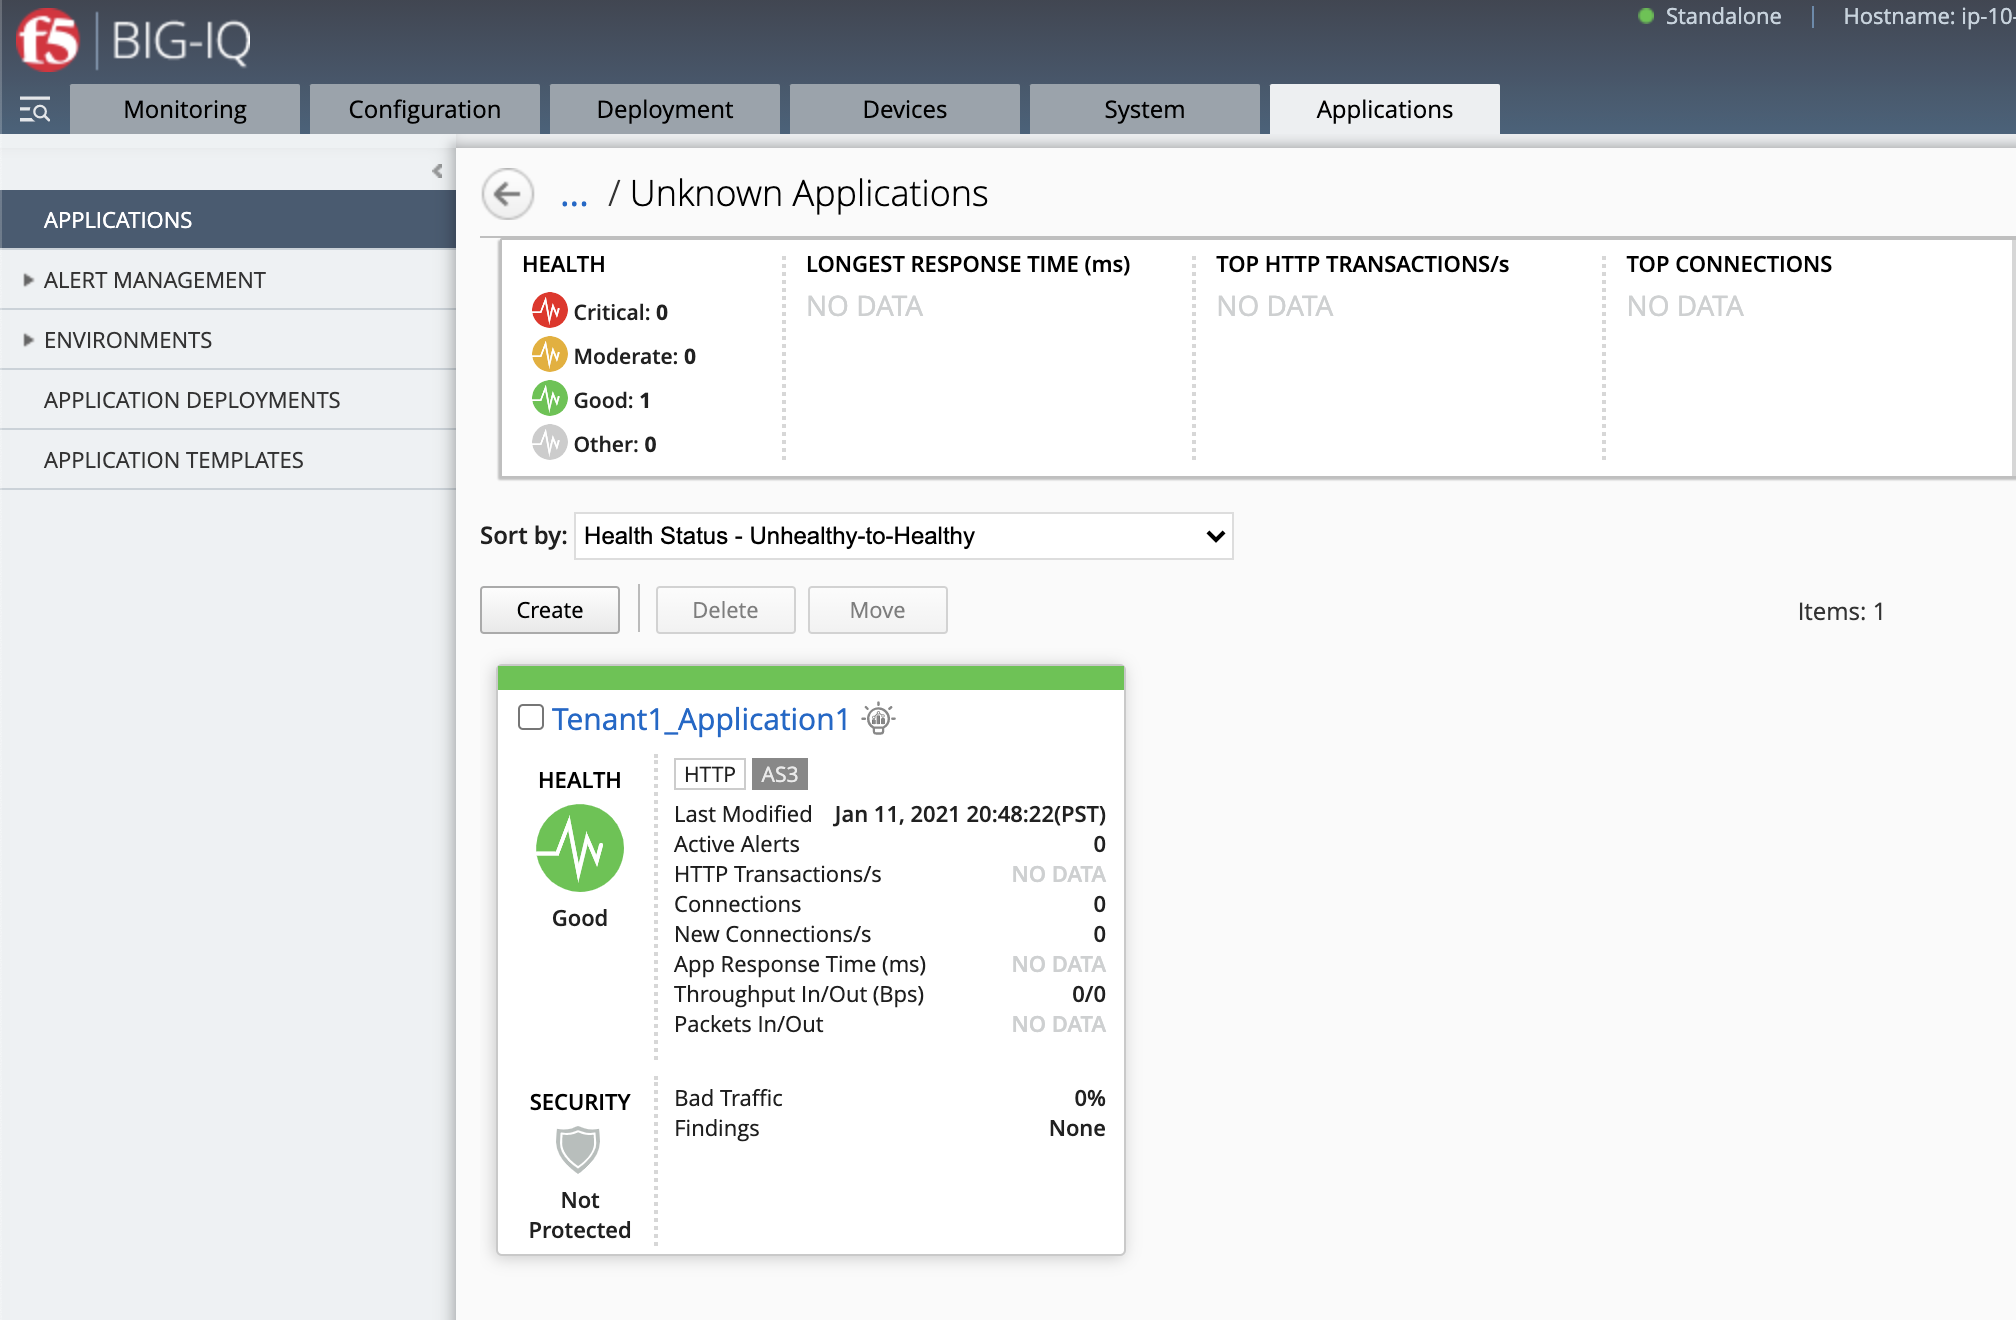 f5 BIG-IQ
Standalone | Hostname: ip-10-
Monitoring Configuration Deployment Devices System Applications
APPLICATIONS
ALERT MANAGEMENT
ENVIRONMENTS
APPLICATION DEPLOYMENTS
APPLICATION TEMPLATES
... / Unknown Applications
HEALTH
Critical: 0
Moderate: 0
Good: 1
Other: 0
LONGEST RESPONSE TIME (ms)
NO DATA
TOP HTTP TRANSACTIONS/s
NO DATA
TOP CONNECTIONS
NO DATA
Sort by: Health Status - Unhealthy-to-Healthy
Create Delete Move
Items: 1
Tenant1_Application1
HEALTH
Good
HTTP AS3
Last Modified Jan 11, 2021 20:48:22(PST)
Active Alerts 0
HTTP Transactions/s NO DATA
Connections 0
New Connections/s 0
App Response Time (ms) NO DATA
Throughput In/Out (Bps) 0/0
Packets In/Out NO DATA
SECURITY
Not
Protected
Bad Traffic 0%
Findings None